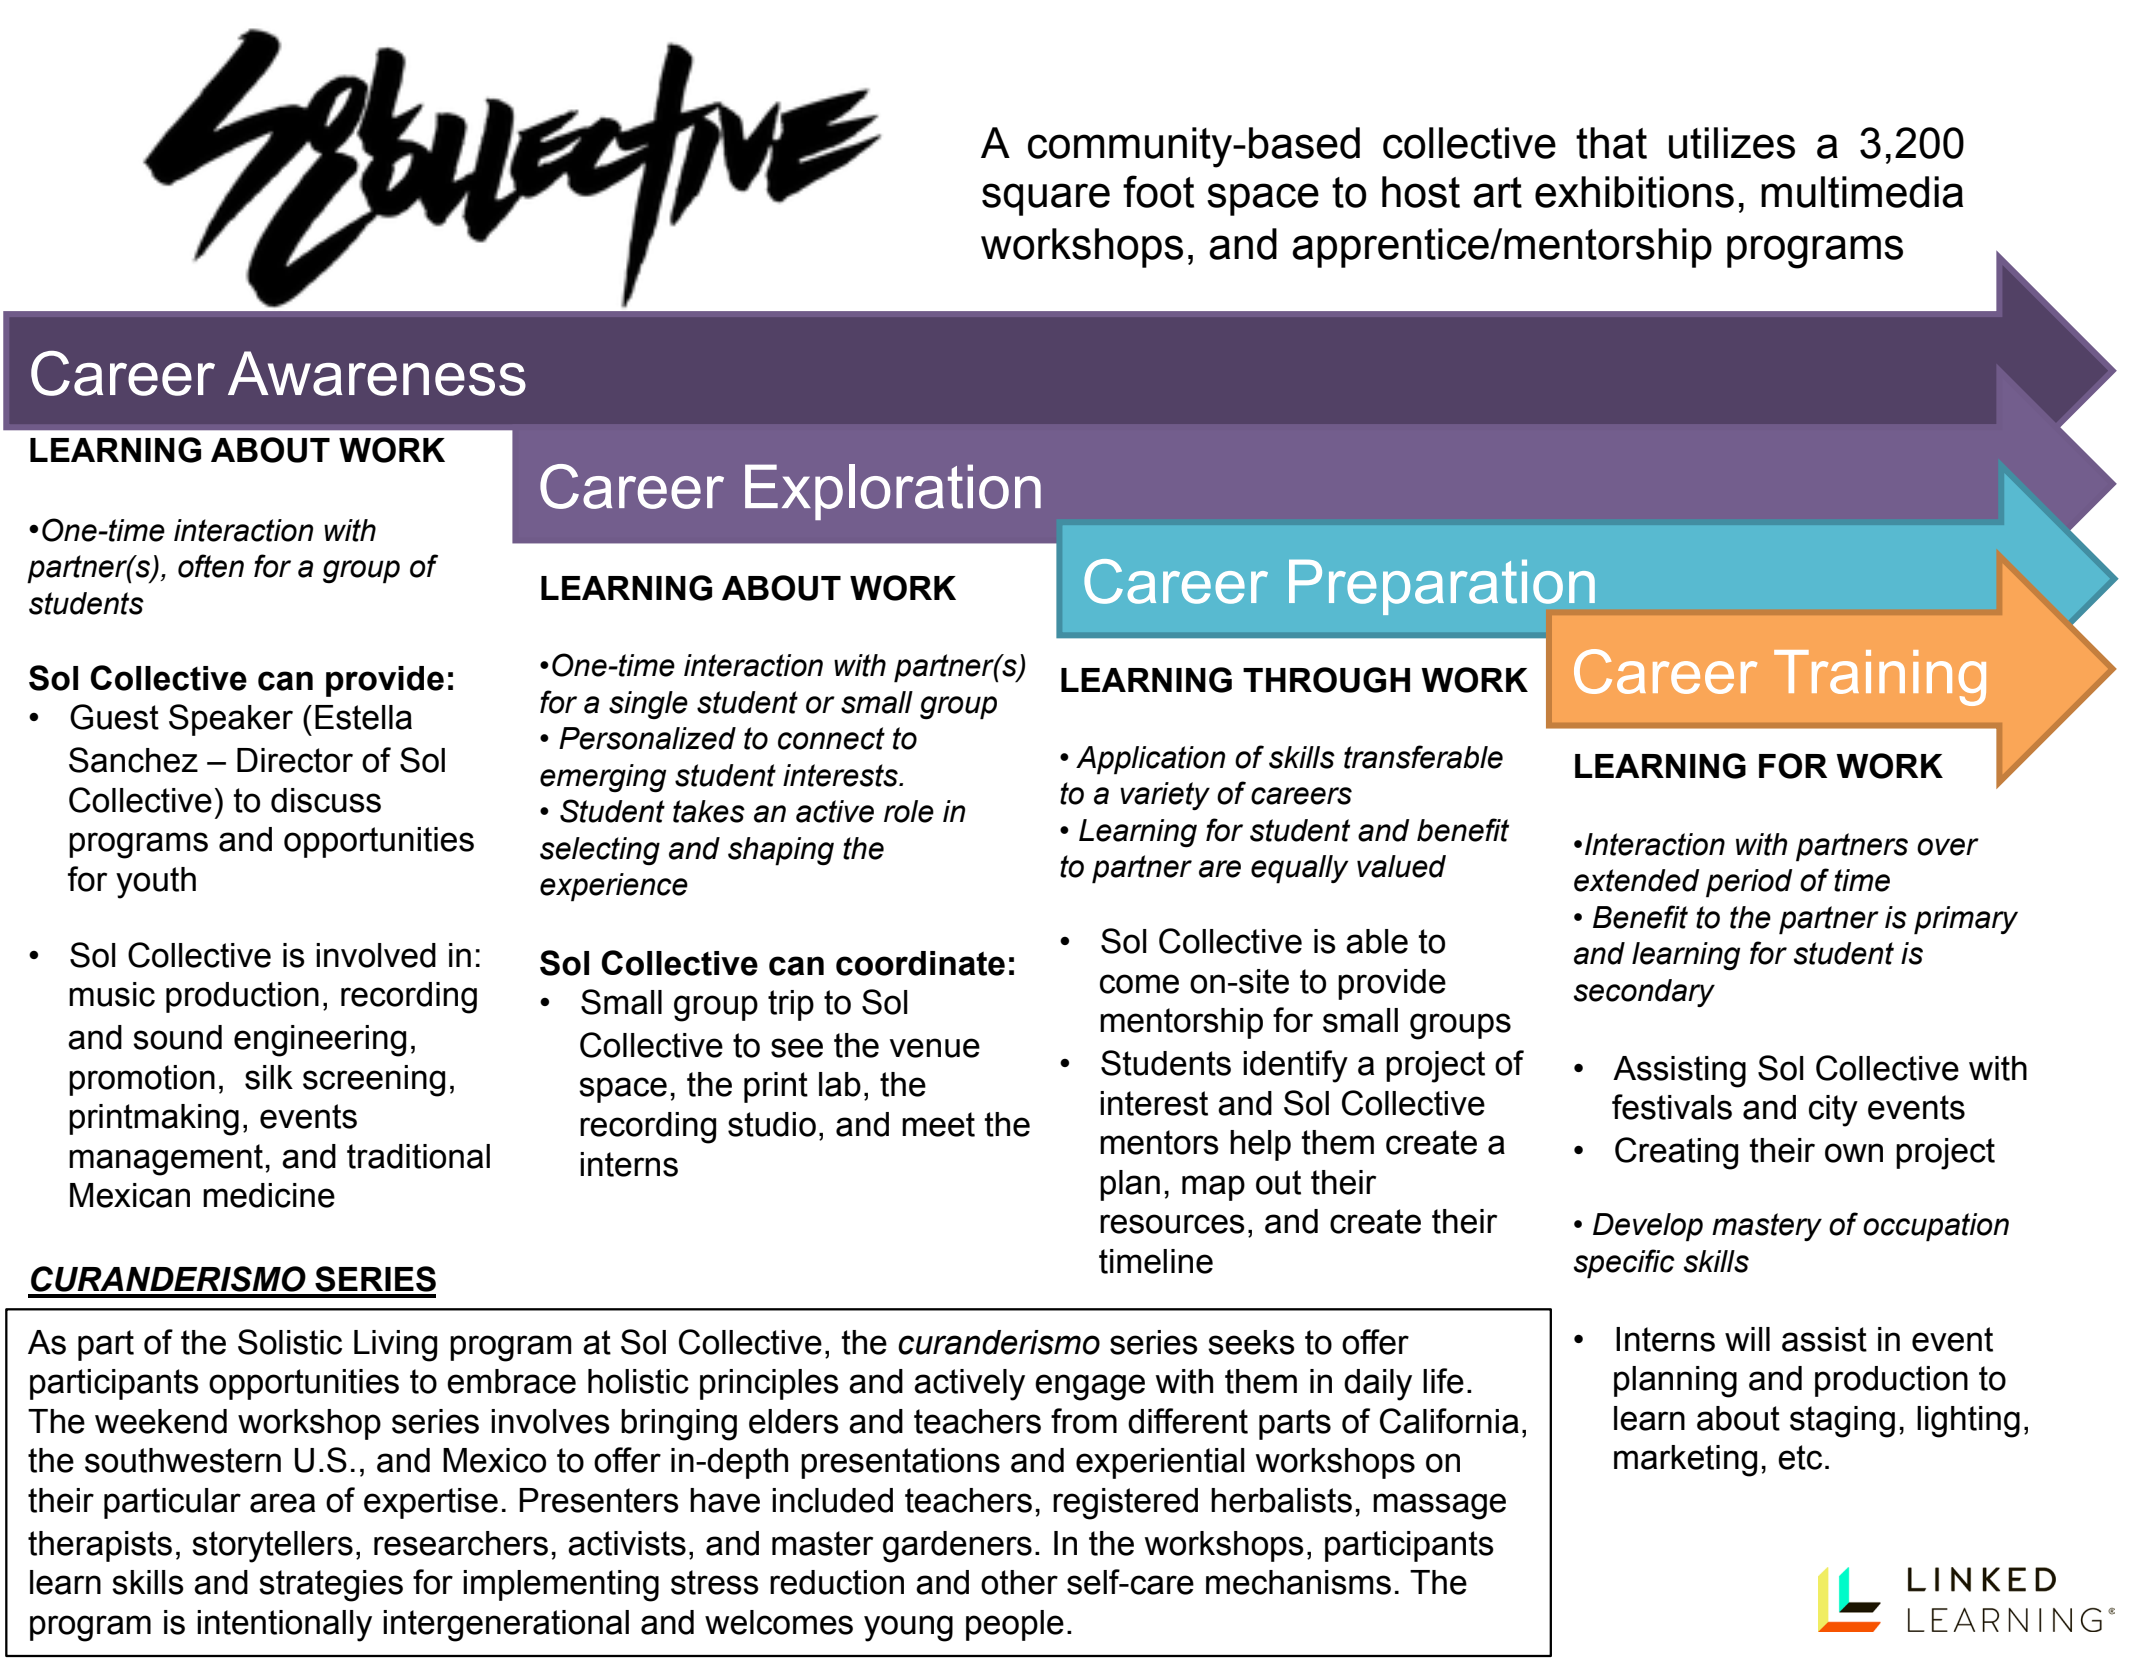 Sol Collective
A community-based collective that utilizes a 3,200
square foot space to host art exhibitions, multimedia
workshops, and apprentice/mentorship programs
Career Awareness
LEARNING ABOUT WORK
•One-time interaction with
partner(s), often for a group of
students
Sol Collective can provide:
• Guest Speaker (Estella
Sanchez – Director of Sol
Collective) to discuss
programs and opportunities
for youth
• Sol Collective is involved in:
music production, recording
and sound engineering,
promotion,  silk screening,
printmaking, events
management, and traditional
Mexican medicine
Career Exploration
LEARNING ABOUT WORK
•One-time interaction with partner(s)
for a single student or small group
• Personalized to connect to
emerging student interests.
• Student takes an active role in
selecting and shaping the
experience
Sol Collective can coordinate:
• Small group trip to Sol
Collective to see the venue
space, the print lab, the
recording studio, and meet the
interns
Career Preparation
LEARNING THROUGH WORK
• Application of skills transferable
to a variety of careers
• Learning for student and benefit
to partner are equally valued
• Sol Collective is able to
come on-site to provide
mentorship for small groups
• Students identify a project of
interest and Sol Collective
mentors help them create a
plan, map out their
resources, and create their
timeline
Career Training
LEARNING FOR WORK
•Interaction with partners over
extended period of time
• Benefit to the partner is primary
and learning for student is
secondary
• Assisting Sol Collective with
festivals and city events
• Creating their own project
• Develop mastery of occupation
specific skills
• Interns will assist in event
planning and production to
learn about staging, lighting,
marketing, etc.
CURANDERISMO SERIES
As part of the Solistic Living program at Sol Collective, the curanderismo series seeks to offer
participants opportunities to embrace holistic principles and actively engage with them in daily life.
The weekend workshop series involves bringing elders and teachers from different parts of California,
the southwestern U.S., and Mexico to offer in-depth presentations and experiential workshops on
their particular area of expertise. Presenters have included teachers, registered herbalists, massage
therapists, storytellers, researchers, activists, and master gardeners. In the workshops, participants
learn skills and strategies for implementing stress reduction and other self-care mechanisms. The
program is intentionally intergenerational and welcomes young people.
LINKED
LEARNING®